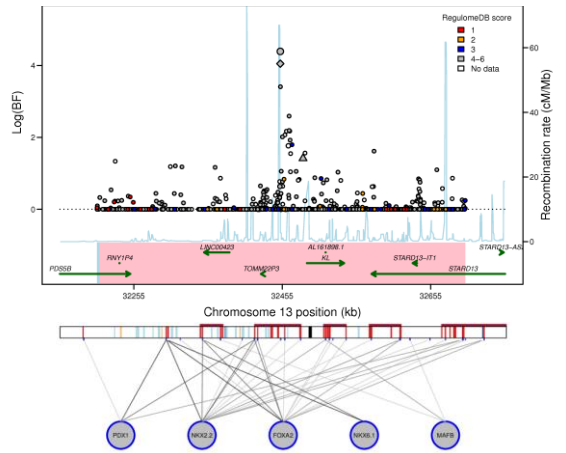 RegulomeDB score
1
2
3
4–6
No data
4
2
0
Log(BF)
60
40
20
0
Recombination rate (cM/Mb)
LINC00423
AL161898.1
STARD13–AS
RNY1P4
KL
STARD13–IT1
PDS5B
TOMM22P3
STARD13
32255
32455
32655
Chromosome 13 position (kb)
PDX1
NKX2.2
FOXA2
NKX6.1
MAFB